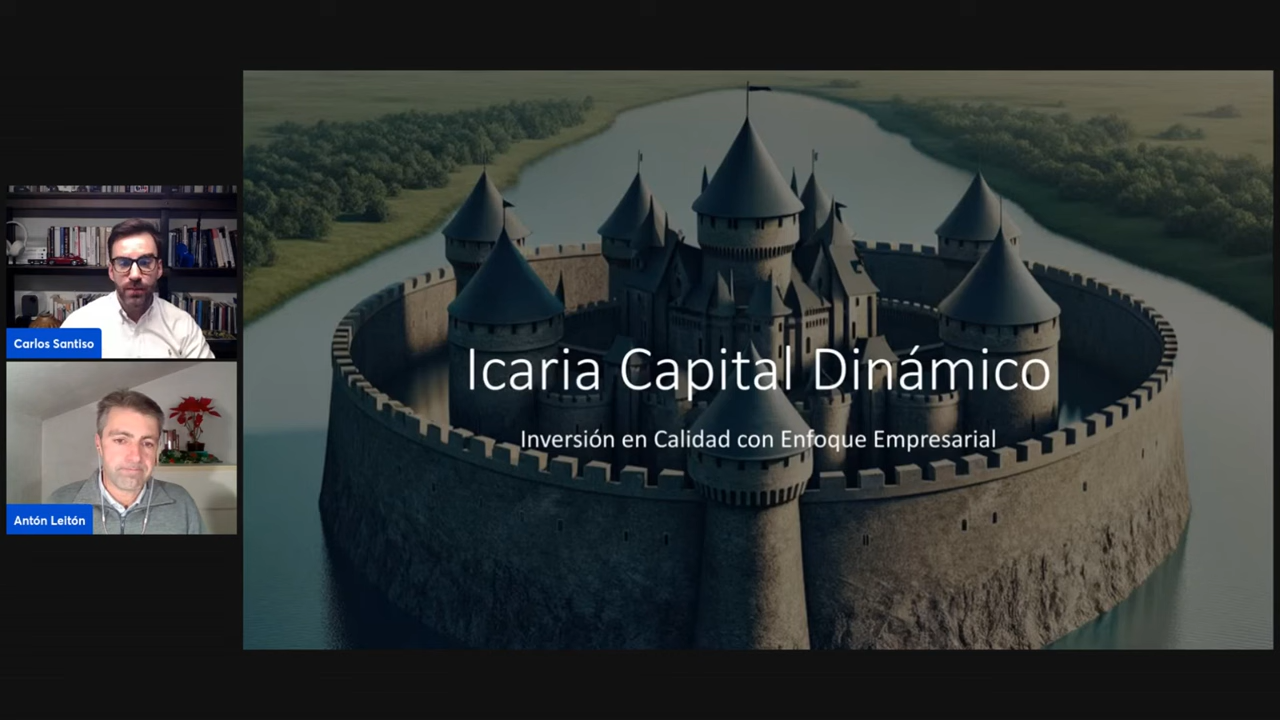 Carlos Santiso
Antón Leitón
Icaria Capital Dinámico
Inversión en Calidad con Enfoque Empresarial